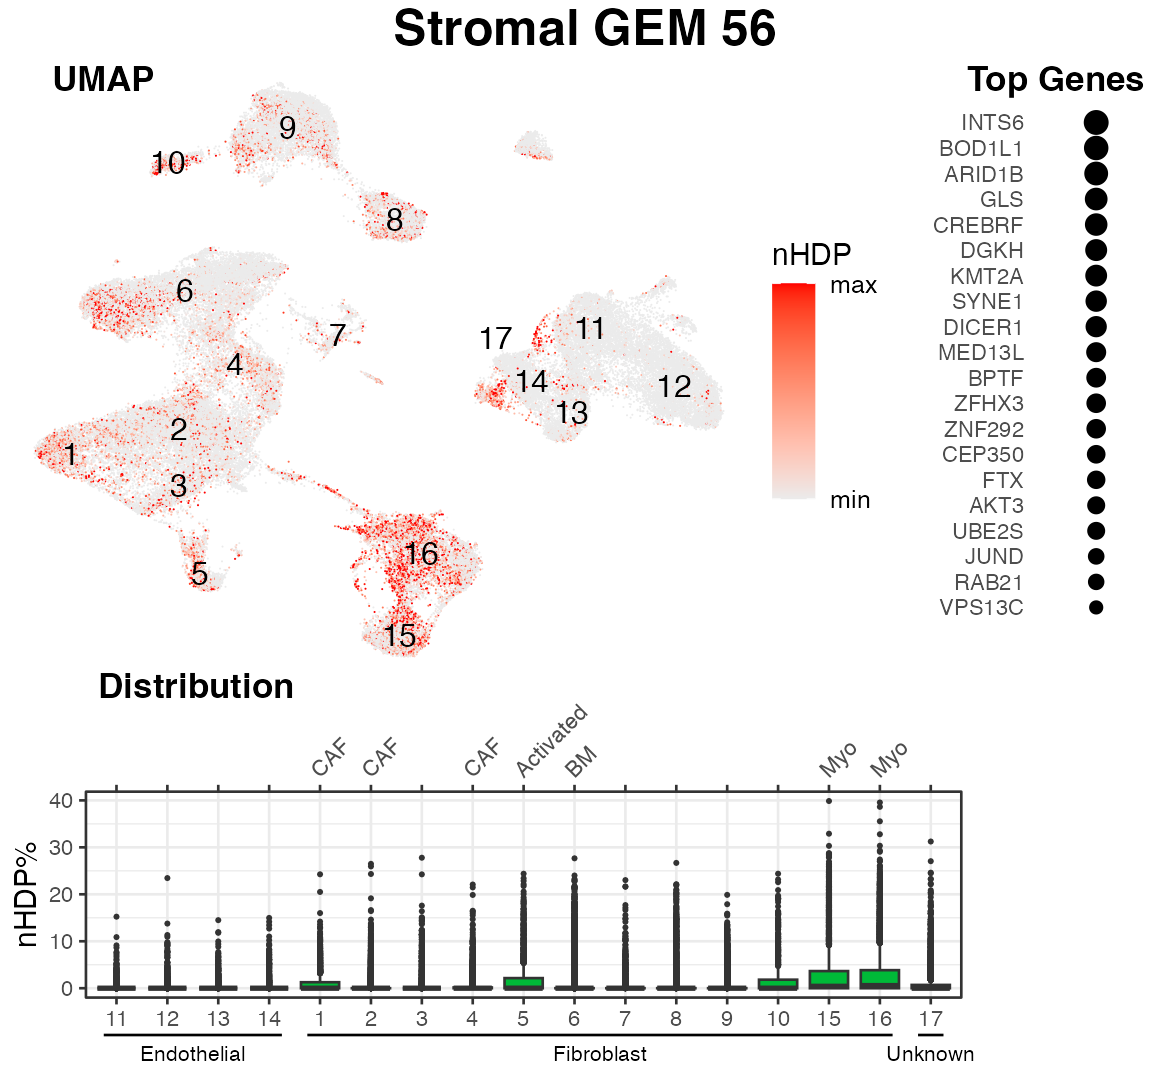 Stromal GEM 56
UMAP
Top Genes
9
10
8
6
7
4
2
1
3
5
16
15
17
11
14
12
13
nHDP
max
min
INTS6
BOD1L1
ARID1B
GLS
CREBRF
DGKH
KMT2A
SYNE1
DICER1
MED13L
BPTF
ZFHX3
ZNF292
CEP350
FTX
AKT3
UBE2S
JUND
RAB21
VPS13C
Distribution
CAF CAF CAF Activated BM Myo Myo
nHDP%
40
30
20
10
0
11 12 13 14 1 2 3 4 5 6 7 8 9 10 15 16 17
Endothelial Fibroblast Unknown